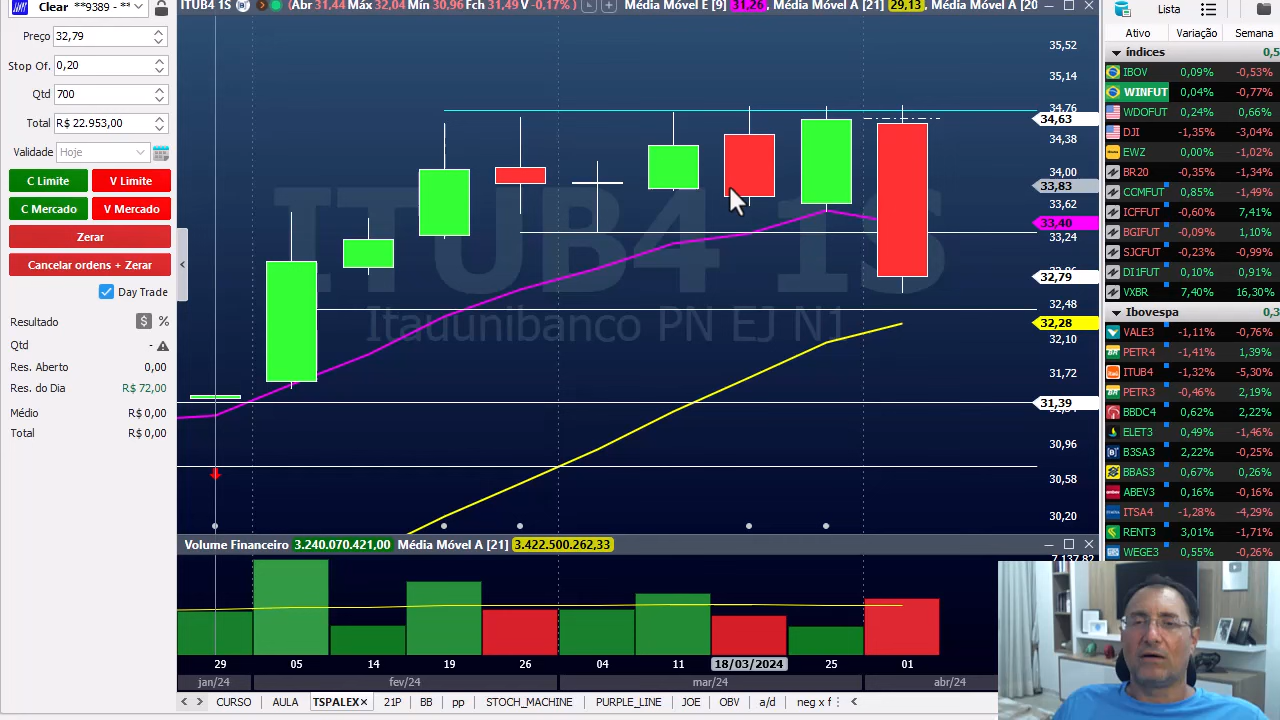 Clear **9389 - **
Preço 32,79
Stop Of. 0,20
Qtd 700
Total R$ 22.953,00
Validade Hoje
C Limite V Limite
C Mercado V Mercado
Zerar
Cancelar ordens + Zerar
Day Trade
Resultado $ %
Qtd -
Res. Aberto 0,00
Res. do Dia R$ 72,00
Médio R$ 0,00
Total R$ 0,00
ITUB4 1S (Abr 31,44 Máx 32,04 Mín 30,96 Fch 31,49 V -0,17%) Média Móvel E [9] 31,26, Média Móvel A [21] 29,13, Média Móvel A [20
ITUB4 1S
Itauunibanco PN EJ N1
35,52
35,14
34,76
34,63
34,38
34,00
33,83
33,62
33,40
33,24
32,79
32,48
32,28
32,10
31,72
31,39
30,96
30,58
30,20
Volume Financeiro 3.240.070.421,00 Média Móvel A [21] 3.422.500.262,33
7.137,82
29 05 14 19 26 04 11 18/03/2024 25 01
jan/24 fev/24 mar/24 abr/24
CURSO AULA TSPALEX 21P BB pp STOCH_MACHINE PURPLE_LINE JOE OBV a/d neg x f
Lista
Ativo Variação Semana
índices 0,5
IBOV 0,09% -0,53%
WINFUT 0,04% -0,77%
WDOFUT 0,24% 0,66%
DJI -1,35% -3,04%
EWZ 0,00% -1,02%
BR20 -0,35% -1,34%
CCMFUT 0,85% -1,49%
ICFFUT -0,60% 7,41%
BGIFUT -0,09% 1,10%
SJCFUT -0,23% -0,99%
DI1FUT 0,10% 0,91%
VXBR 7,40% 16,30%
Ibovespa 0,3
VALE3 -1,11% -0,76%
PETR4 -1,41% 1,39%
ITUB4 -1,32% -5,30%
PETR3 -0,46% 2,19%
BBDC4 0,62% 2,22%
ELET3 0,49% -1,46%
B3SA3 2,22% -0,25%
BBAS3 0,67% 0,26%
ABEV3 0,16% -0,16%
ITSA4 -1,28% -4,29%
RENT3 3,01% -1,71%
WEGE3 0,55% -0,26%